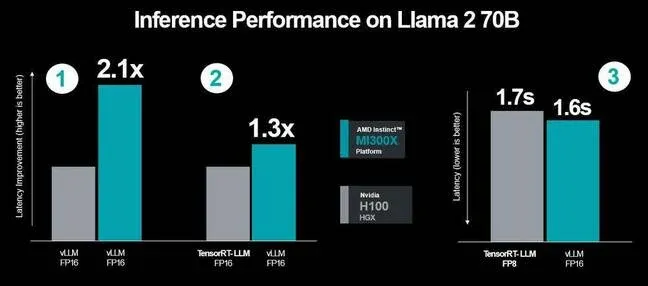 Inference Performance on Llama 2 70B
Latency Improvement (higher is better)
1
2.1x
vLLM
FP16
vLLM
FP16
2
1.3x
TensorRT- LLM
FP16
vLLM
FP16
AMD Instinct™
MI300X
Platform
Nvidia
H100
HGX
3
Latency (lower is better)
1.7s
1.6s
TensorRT- LLM
FP8
vLLM
FP16